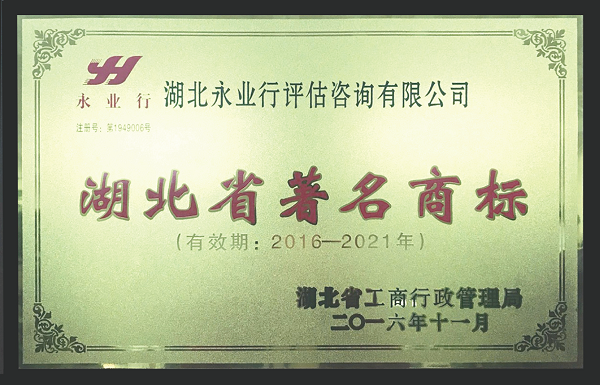 湖北永业行评估咨询有限公司
永业行
注册号：第1949006号
湖北省著名商标
（有效期：2016—2021年）
湖北省工商行政管理局
二〇一六年十一月